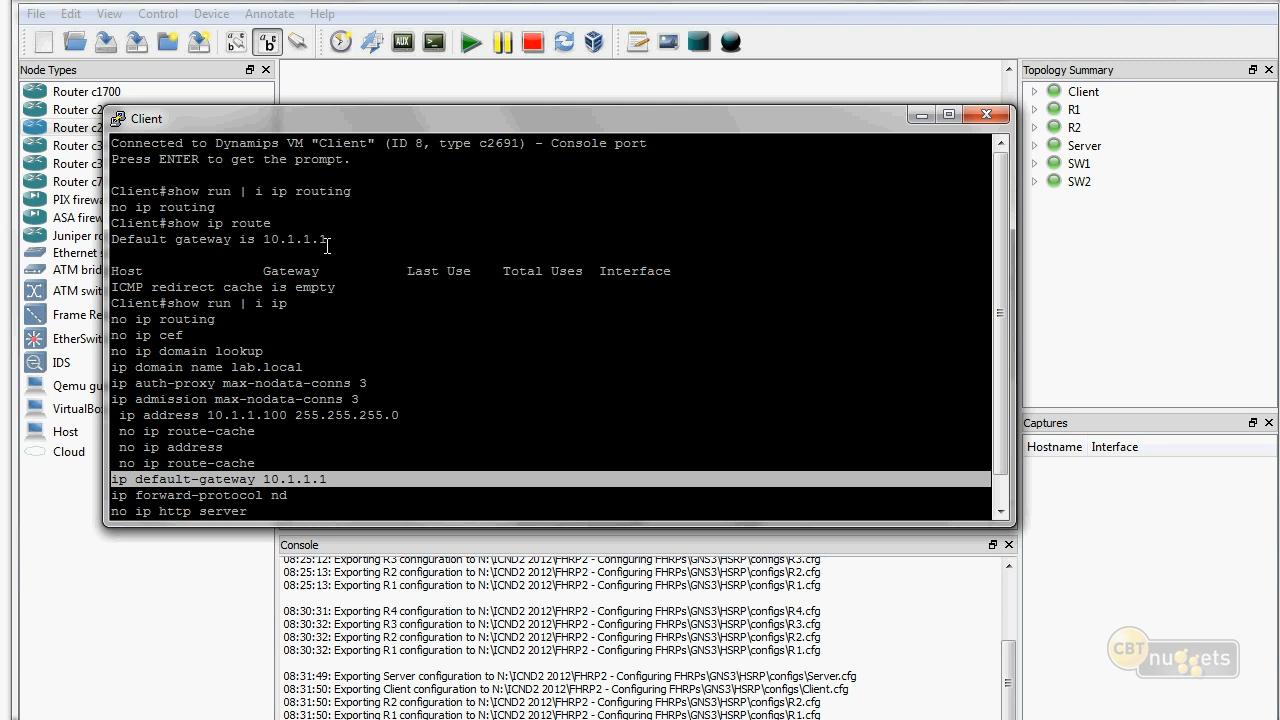 File Edit View Control Device Annotate Help
Node Types
Topology Summary
Router c1700
Router c2
Router c2
Router c3
Router c3
Router c7
PIX firewa
ASA firew
Juniper ro
Ethernet s
ATM brid
ATM swit
Frame Re
EtherSwit
IDS
Qemu gu
VirtualBo
Host
Cloud
Client
Connected to Dynamips VM "Client" (ID 8, type c2691) - Console port
Press ENTER to get the prompt.
Client#show run | i ip routing
no ip routing
Client#show ip route
Default gateway is 10.1.1.1
Host Gateway Last Use Total Uses Interface
ICMP redirect cache is empty
Client#show run | i ip
no ip routing
no ip cef
no ip domain lookup
ip domain name lab.local
ip auth-proxy max-nodata-conns 3
ip admission max-nodata-conns 3
ip address 10.1.1.100 255.255.255.0
no ip route-cache
no ip address
no ip route-cache
ip default-gateway 10.1.1.1
ip forward-protocol nd
no ip http server
Client
R1
R2
Server
SW1
SW2
Captures
Hostname Interface
Console
08:25:12: Exporting R3 configuration to N:\ICND2 2012\FHRP2 - Configuring FHRPs\GNS3\HSRP\configs\R3.cfg
08:25:13: Exporting R2 configuration to N:\ICND2 2012\FHRP2 - Configuring FHRPs\GNS3\HSRP\configs\R2.cfg
08:25:13: Exporting R1 configuration to N:\ICND2 2012\FHRP2 - Configuring FHRPs\GNS3\HSRP\configs\R1.cfg
08:30:31: Exporting R4 configuration to N:\ICND2 2012\FHRP2 - Configuring FHRPs\GNS3\HSRP\configs\R4.cfg
08:30:32: Exporting R3 configuration to N:\ICND2 2012\FHRP2 - Configuring FHRPs\GNS3\HSRP\configs\R3.cfg
08:30:32: Exporting R2 configuration to N:\ICND2 2012\FHRP2 - Configuring FHRPs\GNS3\HSRP\configs\R2.cfg
08:30:32: Exporting R1 configuration to N:\ICND2 2012\FHRP2 - Configuring FHRPs\GNS3\HSRP\configs\R1.cfg
08:31:49: Exporting Server configuration to N:\ICND2 2012\FHRP2 - Configuring FHRPs\GNS3\HSRP\configs\Server.cfg
08:31:50: Exporting Client configuration to N:\ICND2 2012\FHRP2 - Configuring FHRPs\GNS3\HSRP\configs\Client.cfg
08:31:50: Exporting R2 configuration to N:\ICND2 2012\FHRP2 - Configuring FHRPs\GNS3\HSRP\configs\R2.cfg
08:31:50: Exporting R1 configuration to N:\ICND2 2012\FHRP2 - Configuring FHRPs\GNS3\HSRP\configs\R1.cfg
CBT nuggets
AUX